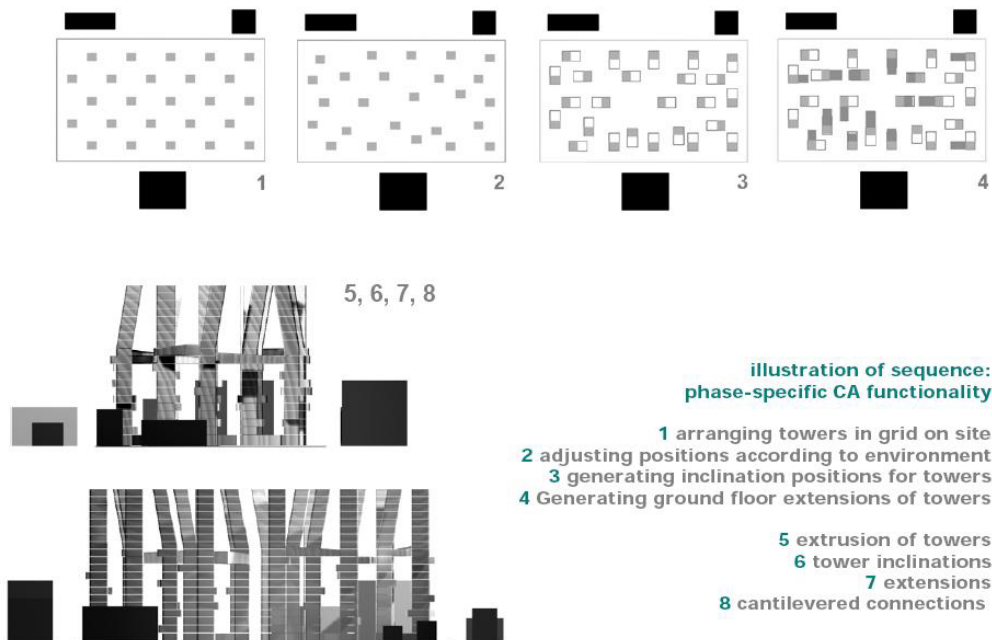 1
2
3
4
5, 6, 7, 8
illustration of sequence:
phase-specific CA functionality
1 arranging towers in grid on site
2 adjusting positions according to environment
3 generating inclination positions for towers
4 Generating ground floor extensions of towers
5 extrusion of towers
6 tower inclinations
7 extensions
8 cantilevered connections